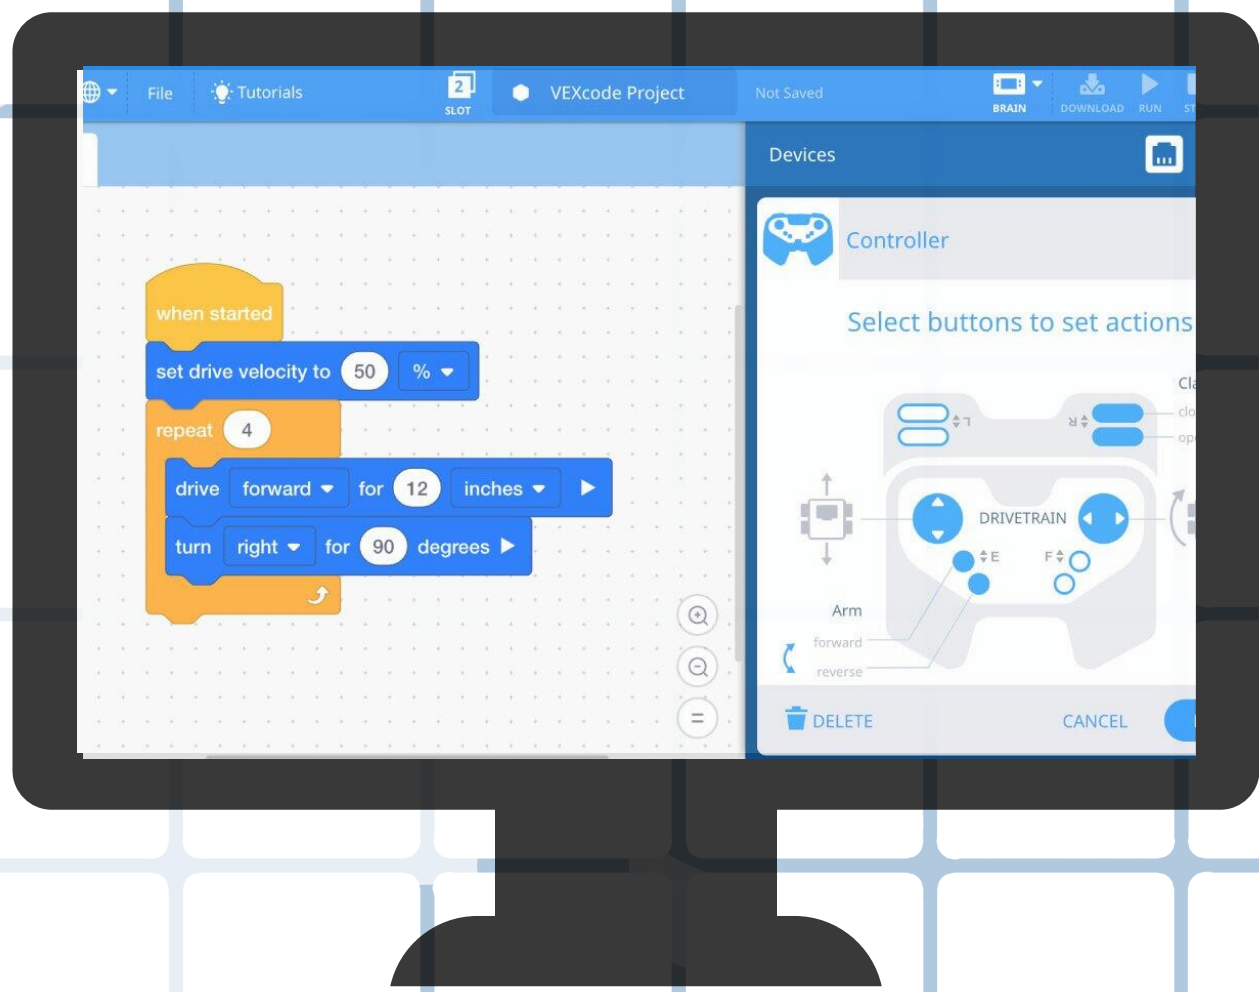 File Tutorials 2 SLOT VEXcode Project Not Saved BRAIN DOWNLOAD RUN
Devices
Controller
Select buttons to set actions
when started
set drive velocity to 50 %
repeat 4
drive forward for 12 inches
turn right for 90 degrees
L R
DRIVETRAIN
E F
Arm
forward
reverse
DELETE CANCEL